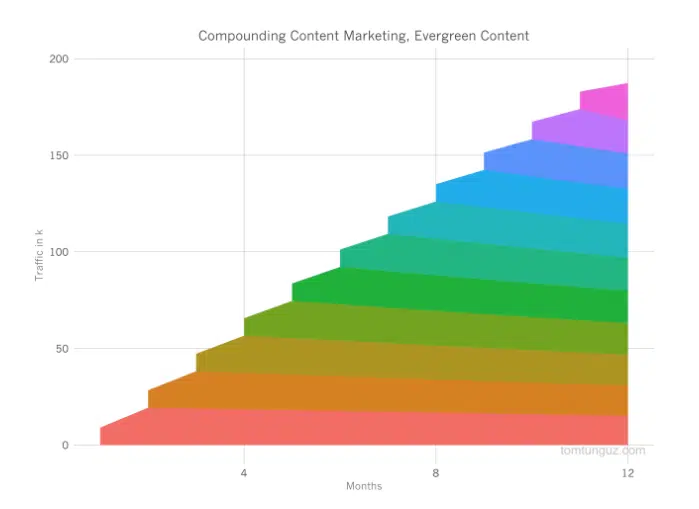 Compounding Content Marketing, Evergreen Content
200
150
100
50
0
Traffic in k
tomtunguz.com
4 8 12
Months